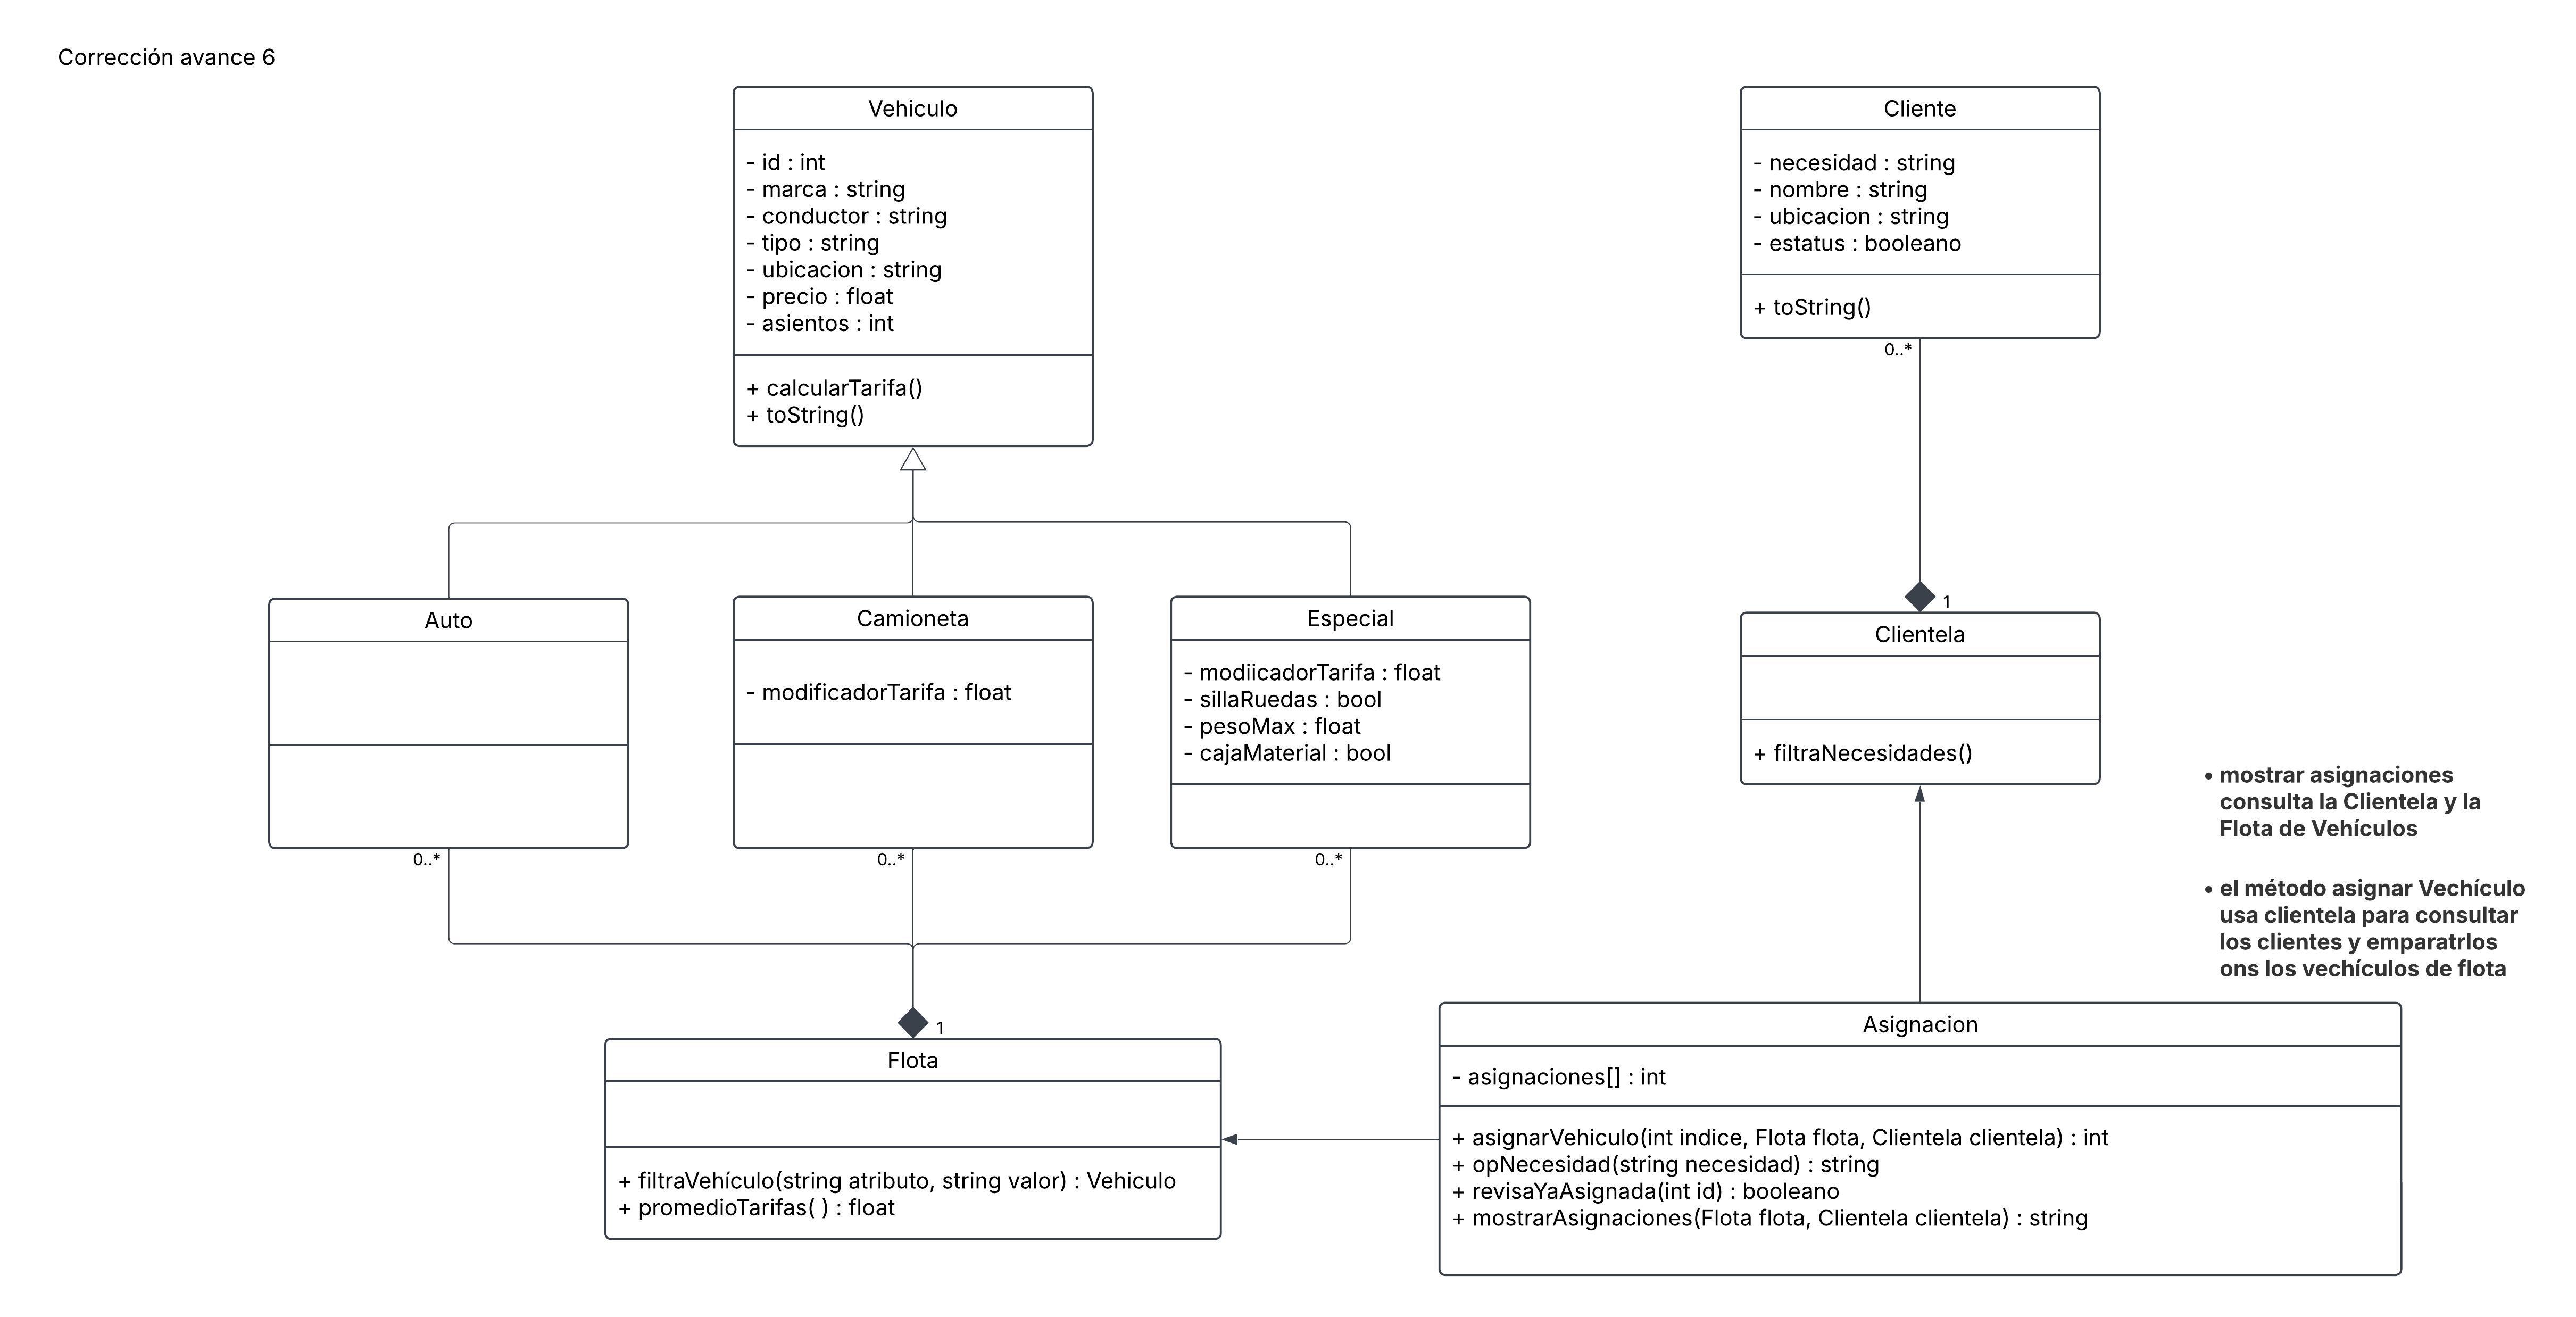 Corrección avance 6
Vehiculo
- id : int
- marca : string
- conductor : string
- tipo : string
- ubicacion : string
- precio : float
- asientos : int
+ calcularTarifa()
+ toString()
Cliente
- necesidad : string
- nombre : string
- ubicacion : string
- estatus : booleano
+ toString()
0..*
Auto
0..*
Camioneta
- modificadorTarifa : float
0..*
Especial
- modiicadorTarifa : float
- sillaRuedas : bool
- pesoMax : float
- cajaMaterial : bool
0..*
1
Clientela
+ filtraNecesidades()
• mostrar asignaciones
consulta la Clientela y la
Flota de Vehículos
• el método asignar Vechículo
usa clientela para consultar
los clientes y emparatrlos
ons los vechículos de flota
1
Flota
+ filtraVehículo(string atributo, string valor) : Vehiculo
+ promedioTarifas( ) : float
Asignacion
- asignaciones[] : int
+ asignarVehiculo(int indice, Flota flota, Clientela clientela) : int
+ opNecesidad(string necesidad) : string
+ revisaYaAsignada(int id) : booleano
+ mostrarAsignaciones(Flota flota, Clientela clientela) : string